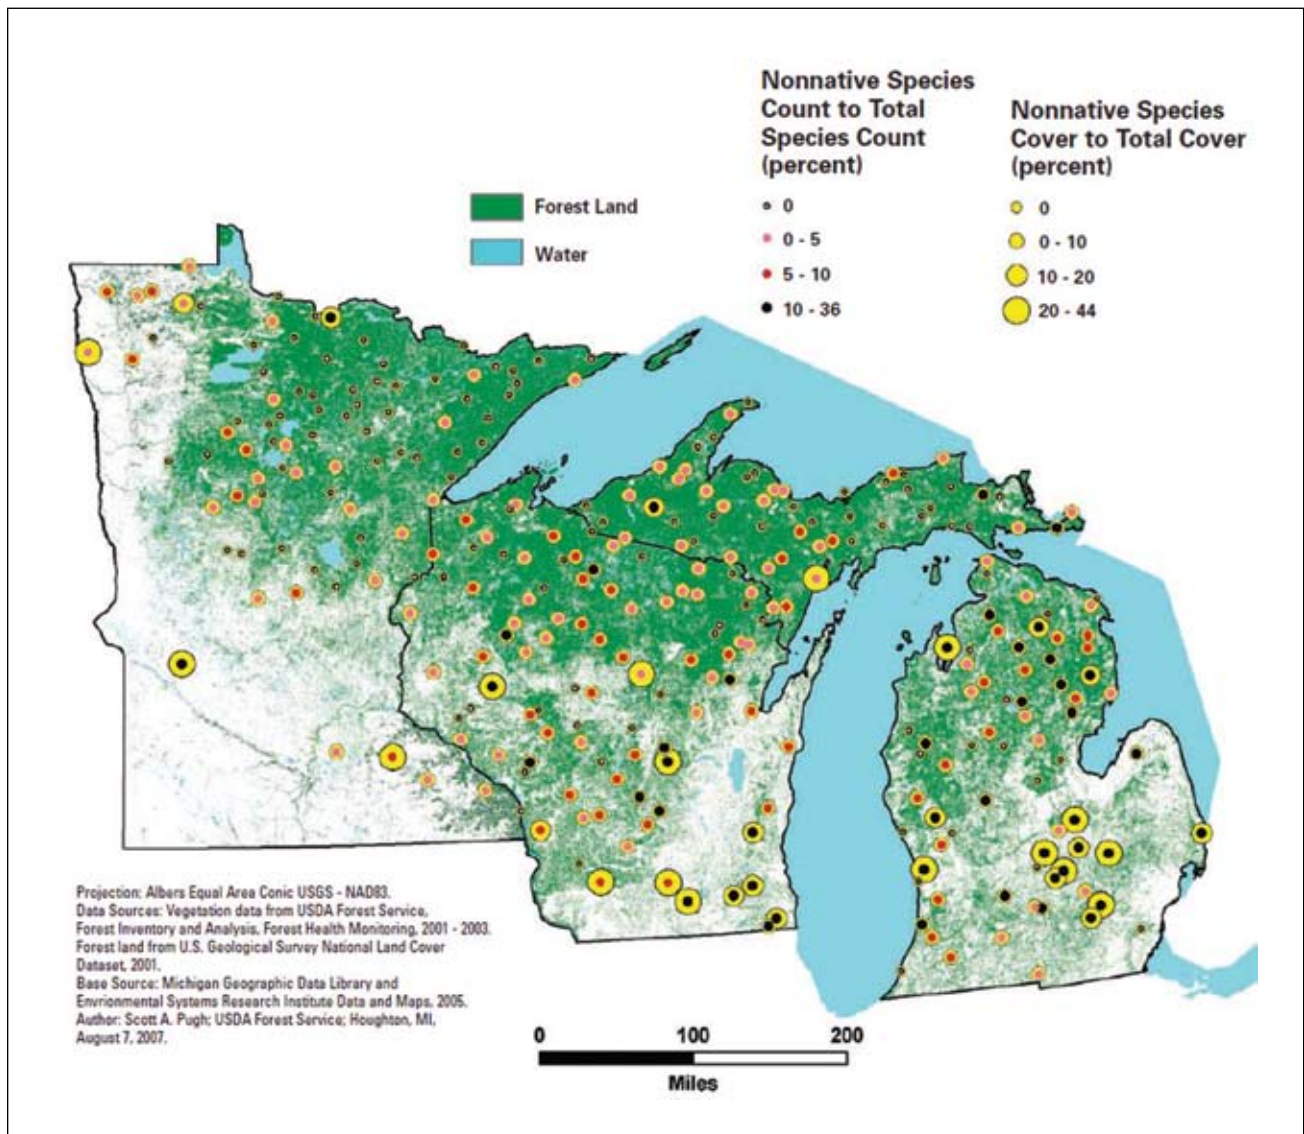 Nonnative Species
Count to Total
Species Count
(percent)
0
0 - 5
5 - 10
10 - 36
Nonnative Species
Cover to Total Cover
(percent)
0
0 - 10
10 - 20
20 - 44
Forest Land
Water
Projection: Albers Equal Area Conic USGS - NAD83.
Data Sources: Vegetation data from USDA Forest Service,
Forest Inventory and Analysis, Forest Health Monitoring, 2001 - 2003.
Forest land from U.S. Geological Survey National Land Cover
Dataset, 2001.
Base Source: Michigan Geographic Data Library and
Envrionmental Systems Research Institute Data and Maps, 2005.
Author: Scott A. Pugh; USDA Forest Service; Houghton, MI,
August 7, 2007.
0 100 200
Miles